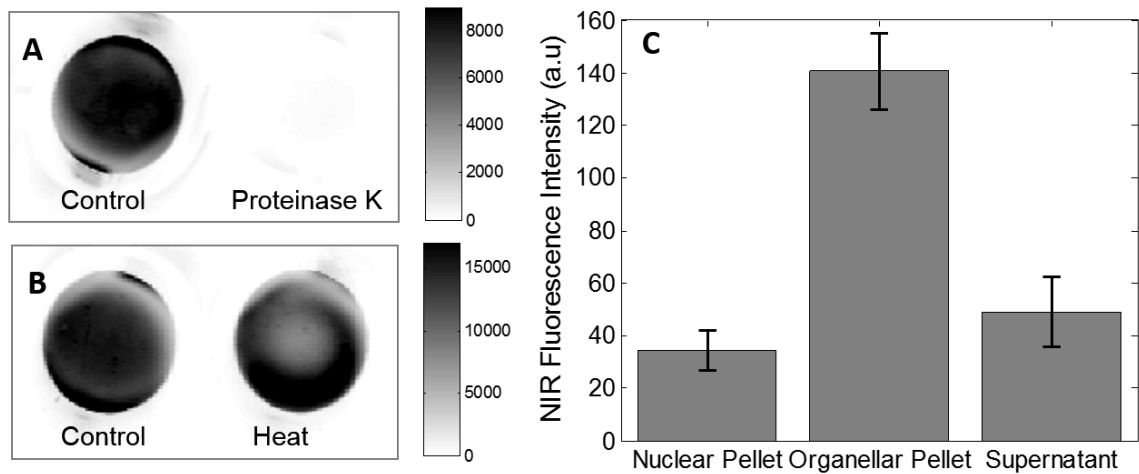 A
Control
Proteinase K
8000
6000
4000
2000
0
B
Control
Heat
15000
10000
5000
0
C
NIR Fluorescence Intensity (a.u)
160
140
120
100
80
60
40
20
0
Nuclear Pellet
Organellar Pellet
Supernatant